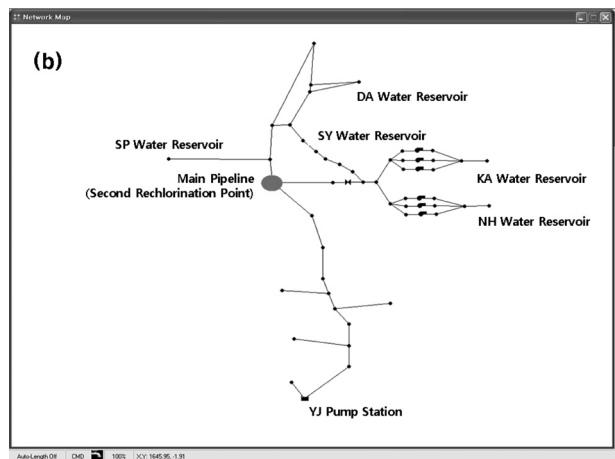 Network Map
(b)
DA Water Reservoir
SY Water Reservoir
SP Water Reservoir
KA Water Reservoir
Main Pipeline
(Second Rechlorination Point)
NH Water Reservoir
YJ Pump Station
Auto-Length Off CMD 100% X,Y: 1645.95, -1.91